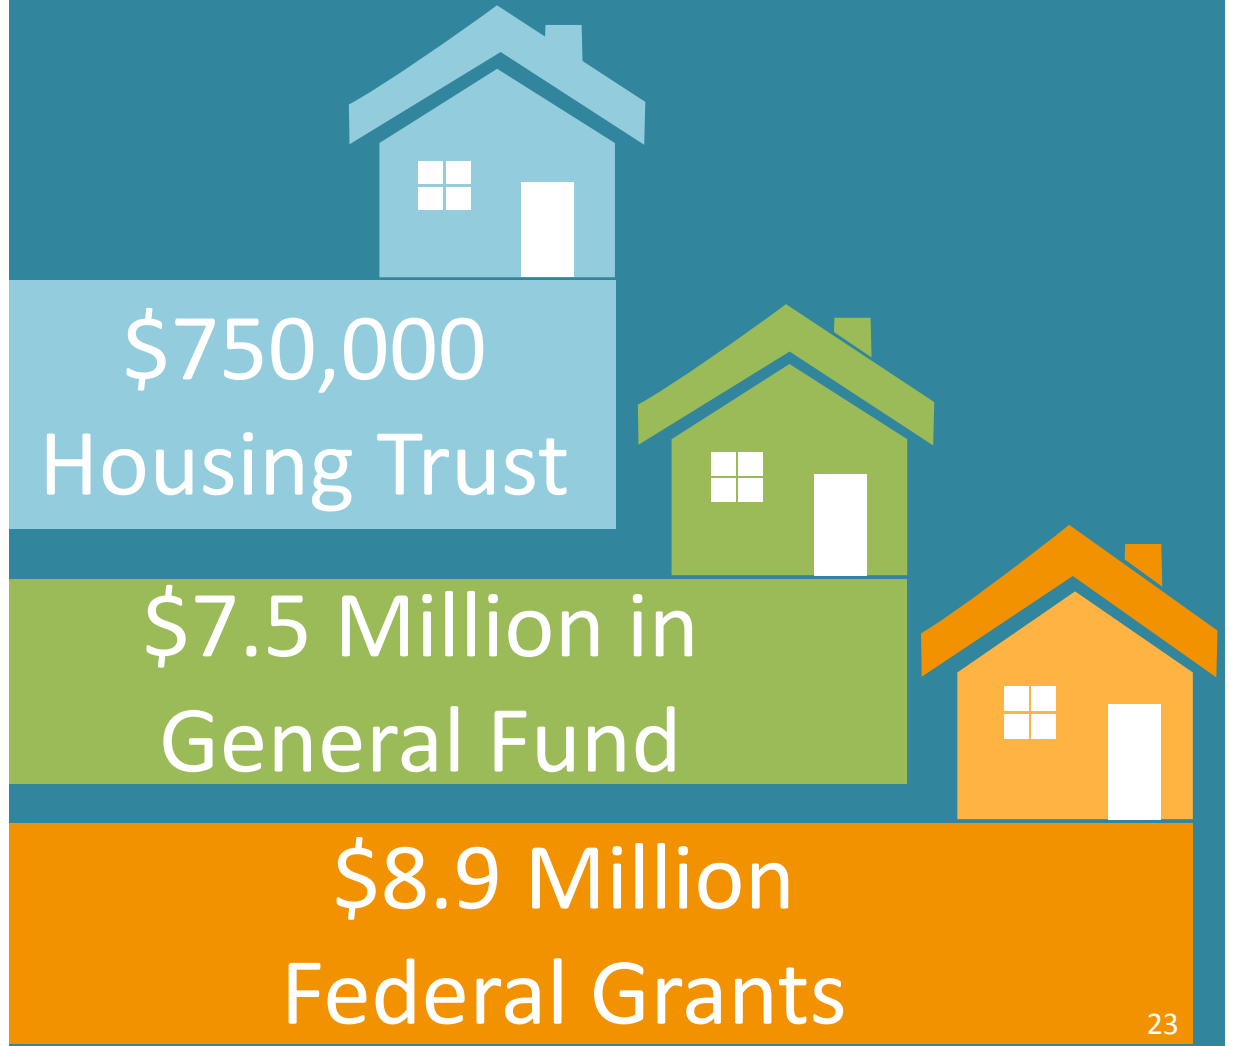 $750,000
Housing Trust
$7.5 Million in
General Fund
$8.9 Million
Federal Grants
23